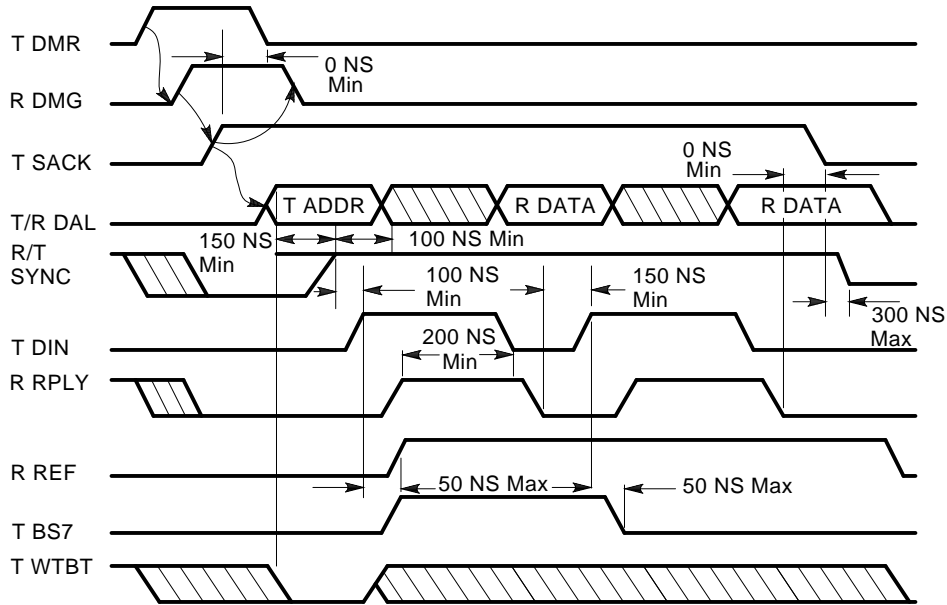 T DMR
0 NS
Min
R DMG
T SACK
0 NS
Min
T/R DAL
T ADDR
R DATA
R DATA
150 NS
Min
100 NS Min
R/T
SYNC
100 NS
Min
150 NS
Min
300 NS
Max
T DIN
200 NS
Min
R RPLY
R REF
50 NS Max
50 NS Max
T BS7
T WTBT